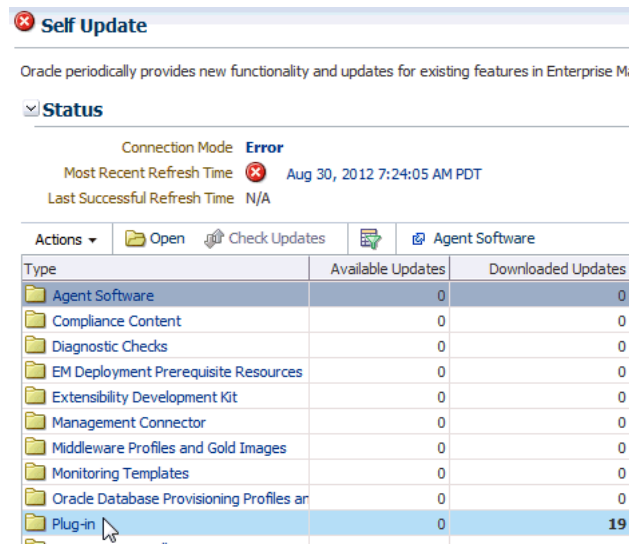 Self Update
Oracle periodically provides new functionality and updates for existing features in Enterprise
Status
Connection Mode Error
Most Recent Refresh Time Aug 30, 2012 7:24:05 AM PDT
Last Successful Refresh Time N/A
Actions Open Check Updates Agent Software
Type Available Updates Downloaded Updates
Agent Software 0 0
Compliance Content 0 0
Diagnostic Checks 0 0
EM Deployment Prerequisite Resources 0 0
Extensibility Development Kit 0 0
Management Connector 0 0
Middleware Profiles and Gold Images 0 0
Monitoring Templates 0 0
Oracle Database Provisioning Profiles an 0 0
Plug-in 0 19